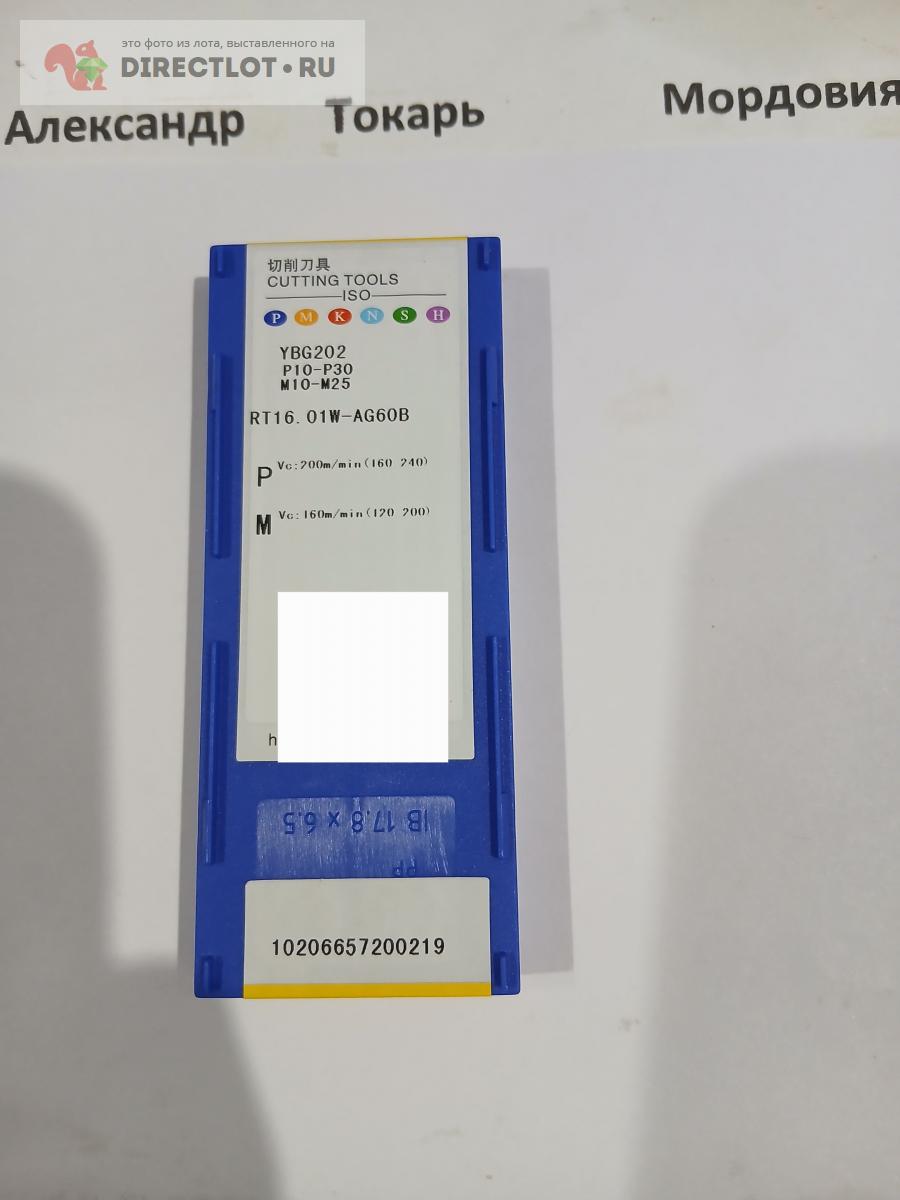 это фото из лота, выставленного на
DIRECTLOT•RU
Александр Токарь Мордовия
切削刀具
CUTTING TOOLS
ISO
P M K N S H
YBG202
P10-P30
M10-M25
RT16.01W-AG60B
P Vc:200m/min(160 240)
M Vc:160m/min(120 200)
h
IB 17.8 x 6.5
PP
10206657200219